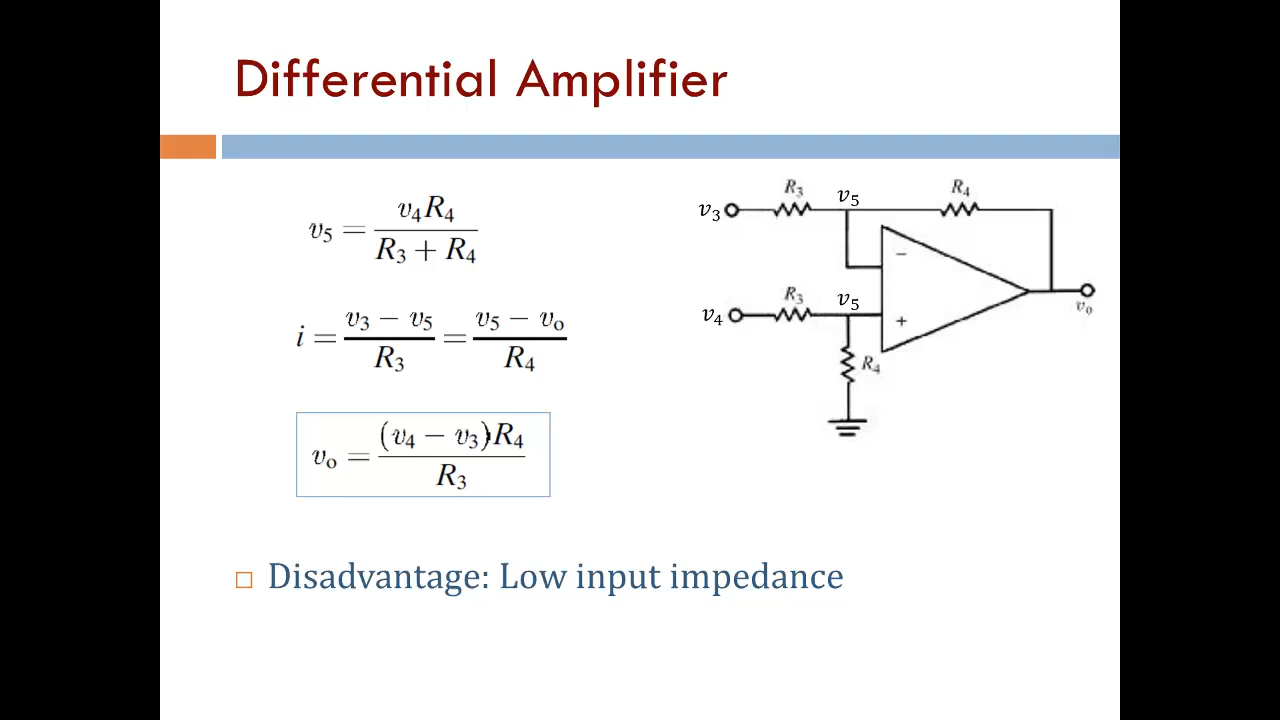 Differential Amplifier
v₅ = v₄R₄ / (R₃ + R₄)
i = (v₃ − v₅) / R₃ = (v₅ − vₒ) / R₄
vₒ = (v₄ − v₃)R₄ / R₃
R₃ v₅ R₄
v₃
−
R₃ v₅
v₄
+
vₒ
R₄
Disadvantage: Low input impedance